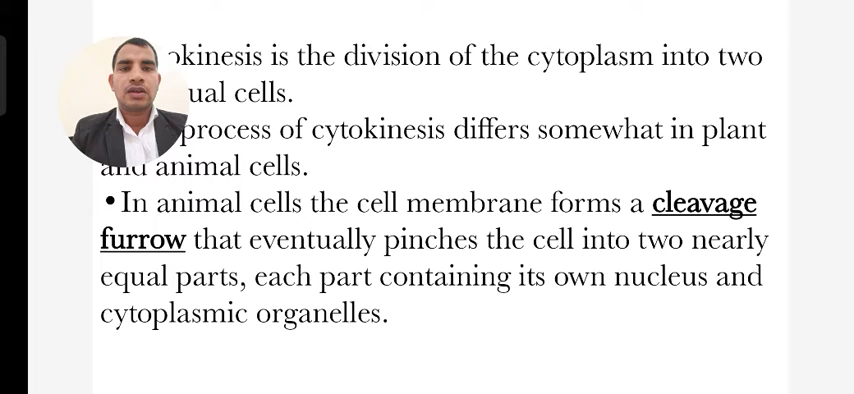 okinesis is the division of the cytoplasm into two
ual cells.
process of cytokinesis differs somewhat in plant
and animal cells.
•In animal cells the cell membrane forms a cleavage
furrow that eventually pinches the cell into two nearly
equal parts, each part containing its own nucleus and
cytoplasmic organelles.